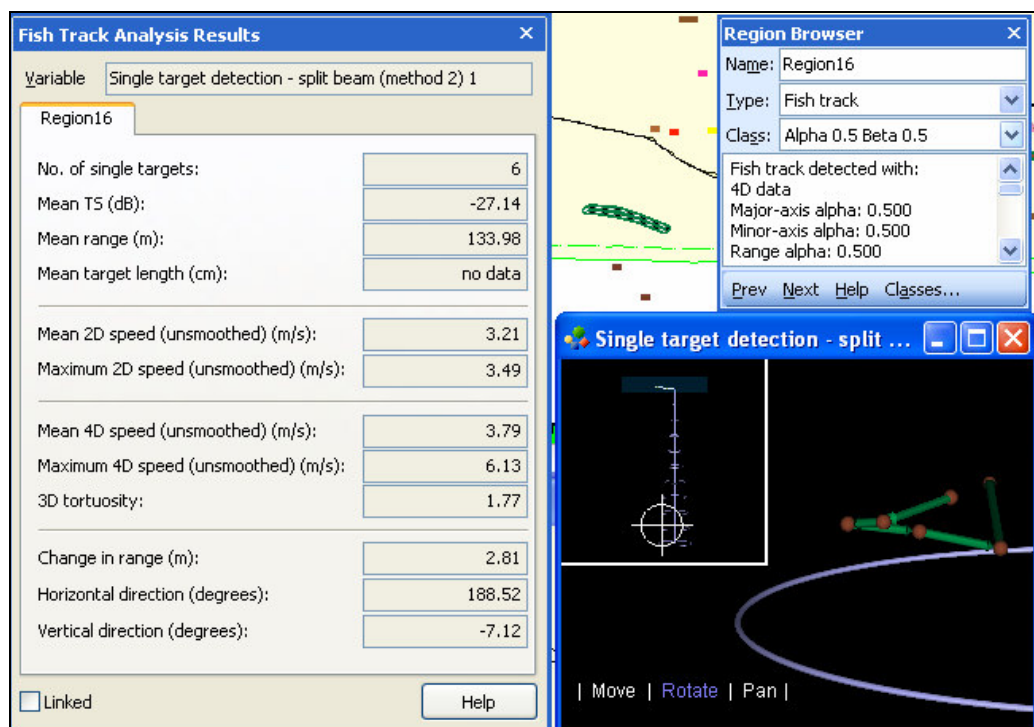 Fish Track Analysis Results
Variable Single target detection - split beam (method 2) 1
Region16
No. of single targets: 6
Mean TS (dB): -27.14
Mean range (m): 133.98
Mean target length (cm): no data
Mean 2D speed (unsmoothed) (m/s): 3.21
Maximum 2D speed (unsmoothed) (m/s): 3.49
Mean 4D speed (unsmoothed) (m/s): 3.79
Maximum 4D speed (unsmoothed) (m/s): 6.13
3D tortuosity: 1.77
Change in range (m): 2.81
Horizontal direction (degrees): 188.52
Vertical direction (degrees): -7.12
Linked Help
Region Browser
Name: Region16
Type: Fish track
Class: Alpha 0.5 Beta 0.5
Fish track detected with:
4D data
Major-axis alpha: 0.500
Minor-axis alpha: 0.500
Range alpha: 0.500
Prev Next Help Classes...
Single target detection - split ...
| Move | Rotate | Pan |